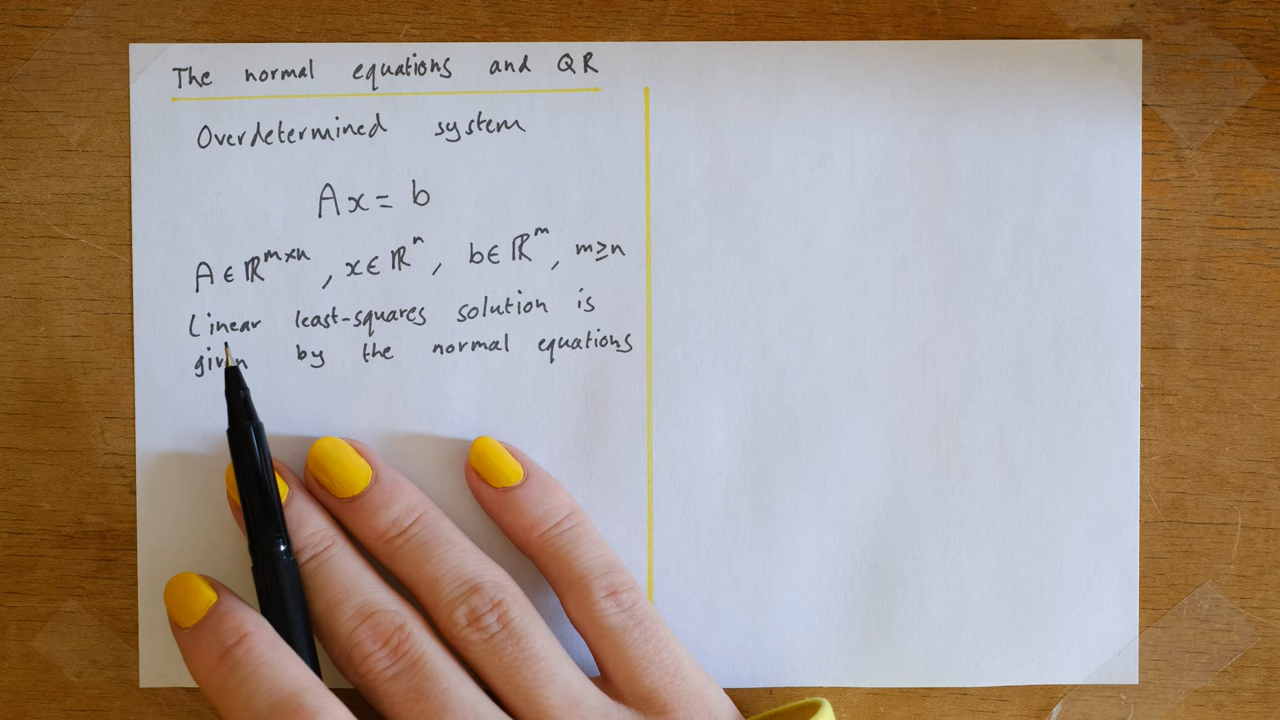 The normal equations and QR
Overdetermined system
Ax = b
A ∈ ℝ^{m×n}, x ∈ ℝ^n, b ∈ ℝ^m, m ≥ n
Linear least-squares solution is
given by the normal equations